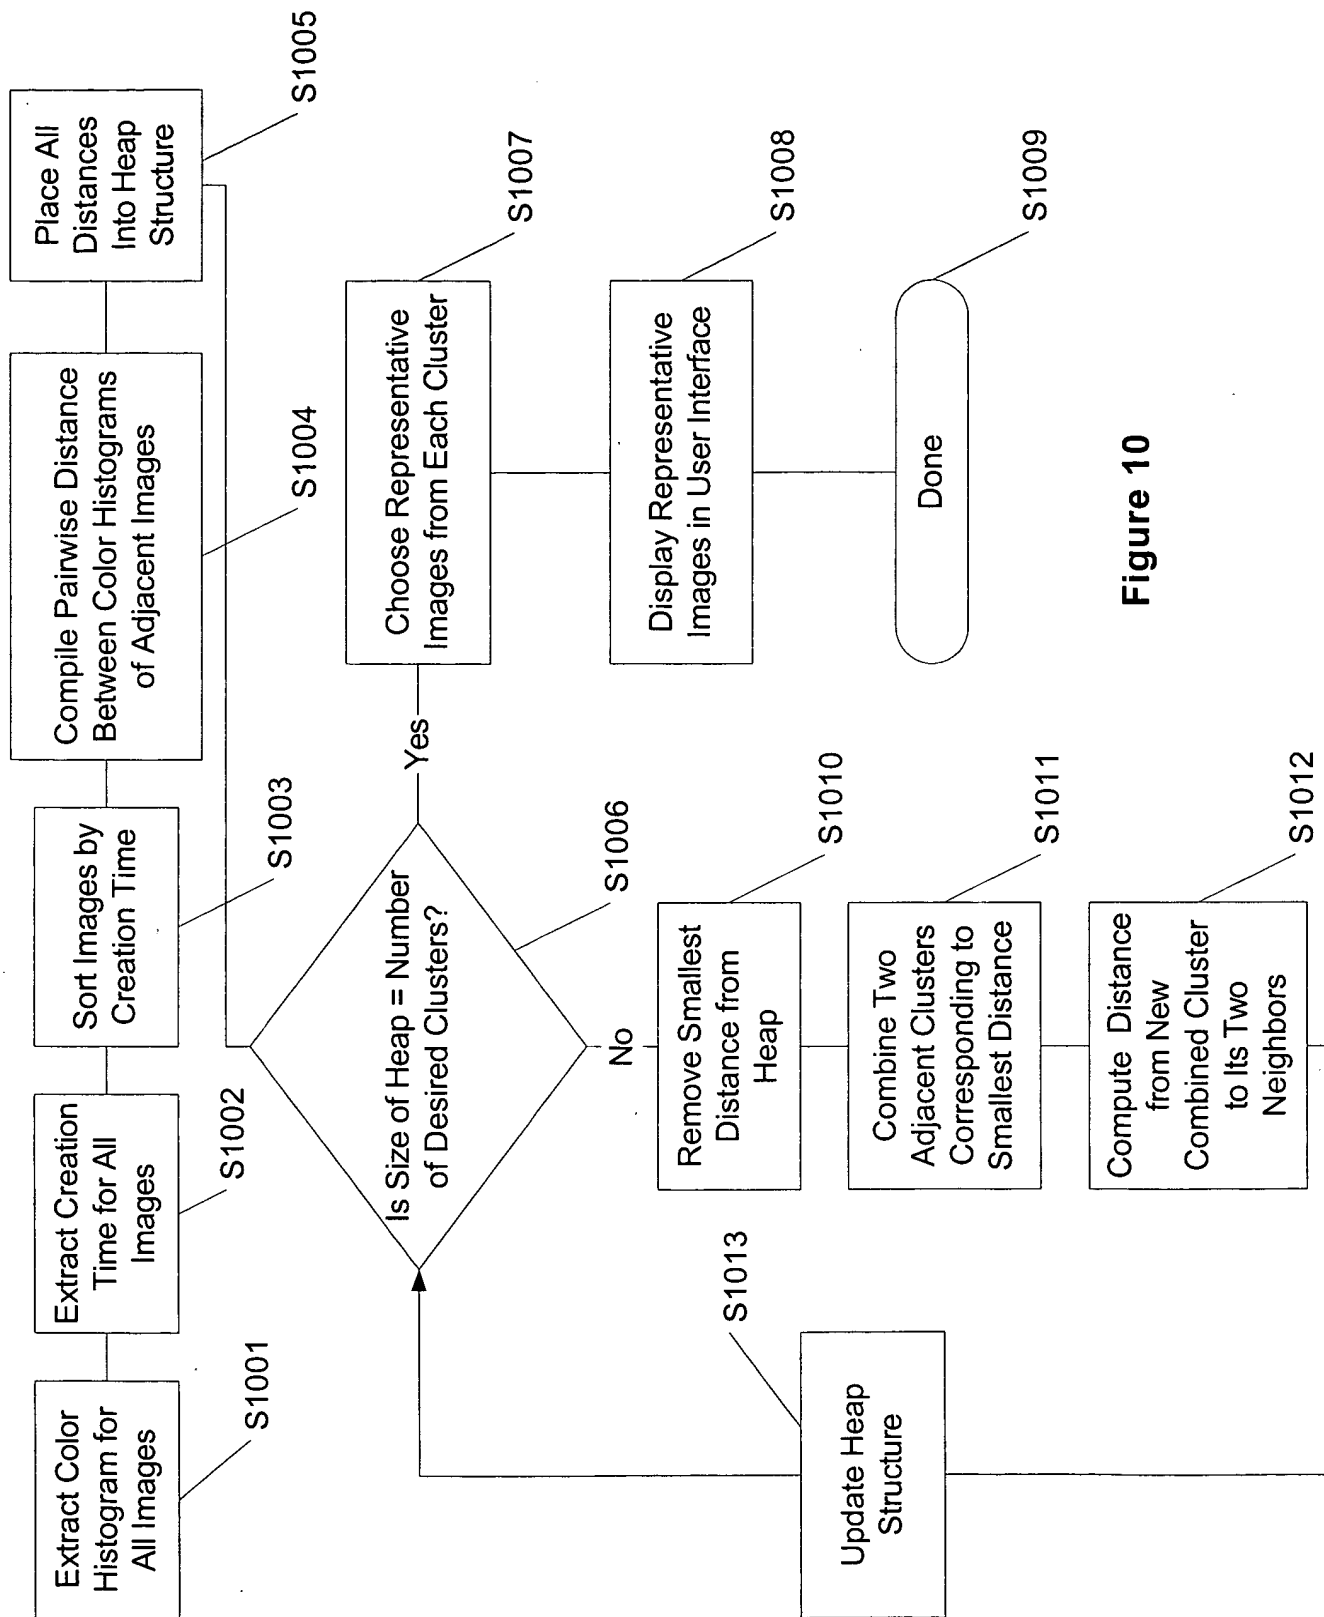 Extract Color
Histogram for
All Images
S1001
Extract Creation
Time for All
Images
S1002
Sort Images by
Creation Time
S1003
Compile Pairwise Distance
Between Color Histograms
of Adjacent Images
S1004
Place All
Distances
Into Heap
Structure
S1005
Is Size of Heap = Number
of Desired Clusters?
S1006
Yes
Choose Representative
Images from Each Cluster
S1007
Display Representative
Images in User Interface
S1008
Done
S1009
No
Remove Smallest
Distance from
Heap
S1010
Combine Two
Adjacent Clusters
Corresponding to
Smallest Distance
S1011
Compute Distance
from New
Combined Cluster
to Its Two
Neighbors
S1012
Update Heap
Structure
S1013
Figure 10